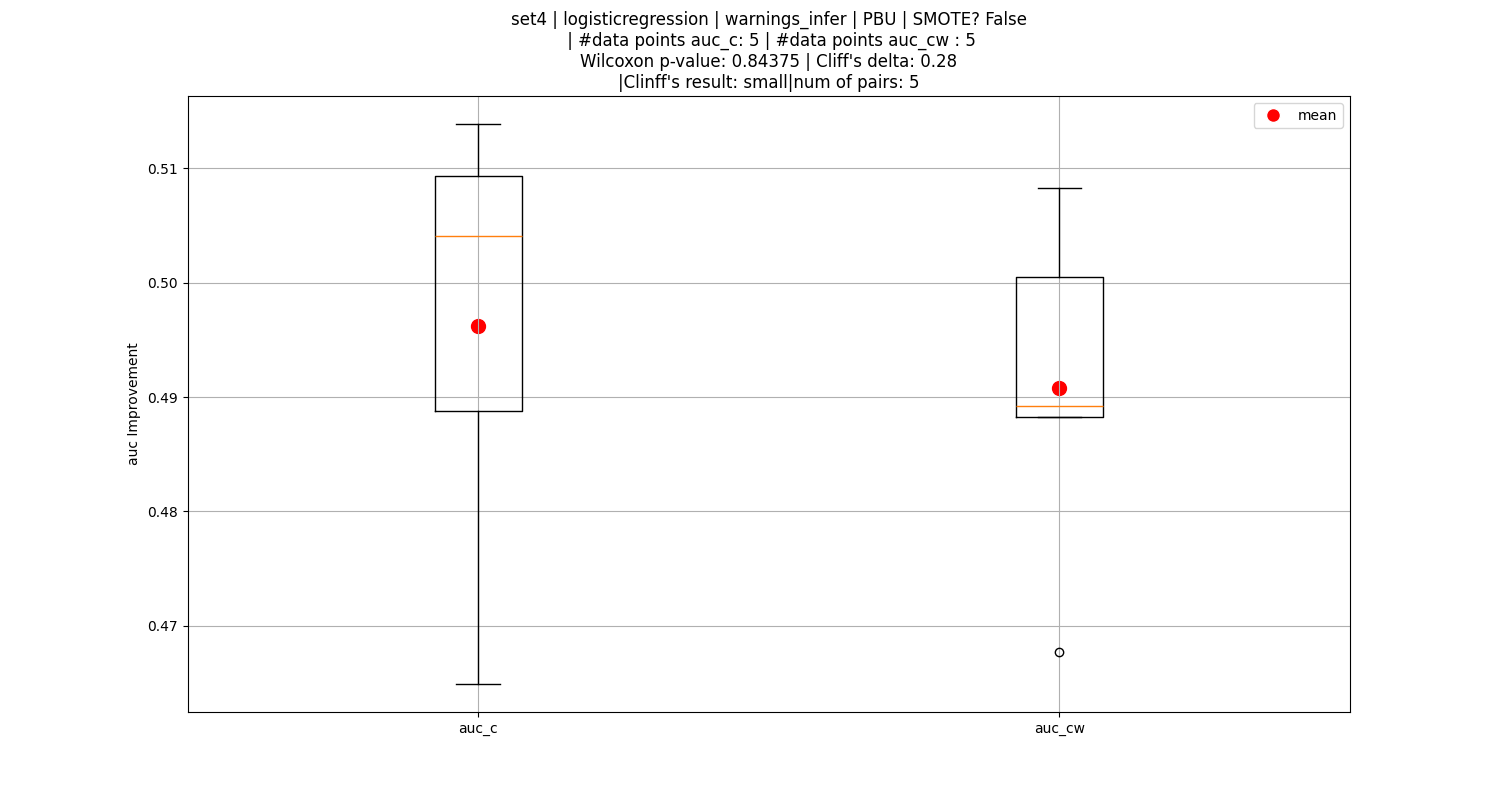 set4 | logisticregression | warnings_infer | PBU | SMOTE? False
| #data points auc_c: 5 | #data points auc_cw : 5
Wilcoxon p-value: 0.84375 | Cliff's delta: 0.28
|Clinff's result: small|num of pairs: 5
mean
0.51
0.50
0.49
0.48
0.47
auc Improvement
auc_c
auc_cw